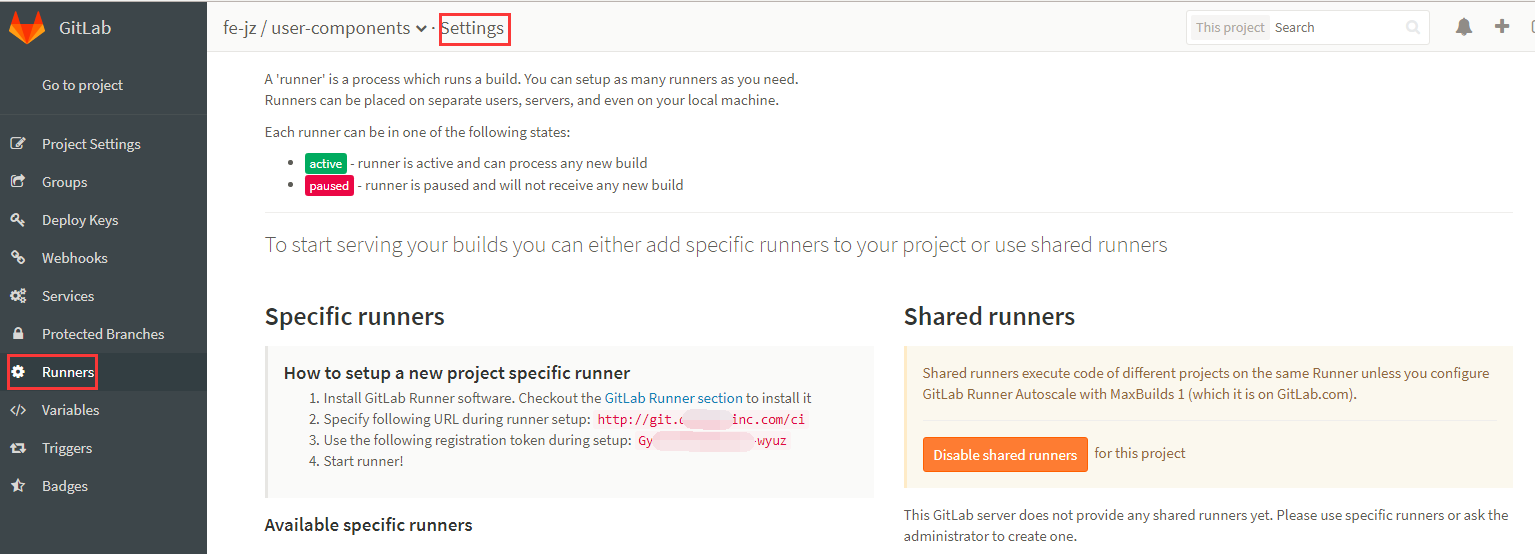 GitLab
fe-jz / user-components · Settings
This project Search
Go to project
Project Settings
Groups
Deploy Keys
Webhooks
Services
Protected Branches
Runners
Variables
Triggers
Badges
A 'runner' is a process which runs a build. You can setup as many runners as you need.
Runners can be placed on separate users, servers, and even on your local machine.
Each runner can be in one of the following states:
• active - runner is active and can process any new build
• paused - runner is paused and will not receive any new build
To start serving your builds you can either add specific runners to your project or use shared runners
Specific runners
How to setup a new project specific runner
1. Install GitLab Runner software. Checkout the GitLab Runner section to install it
2. Specify following URL during runner setup: http://git. inc.com/ci
3. Use the following registration token during setup: Gy -wyuz
4. Start runner!
Available specific runners
Shared runners
Shared runners execute code of different projects on the same Runner unless you configure
GitLab Runner Autoscale with MaxBuilds 1 (which it is on GitLab.com).
Disable shared runners for this project
This GitLab server does not provide any shared runners yet. Please use specific runners or ask the
administrator to create one.